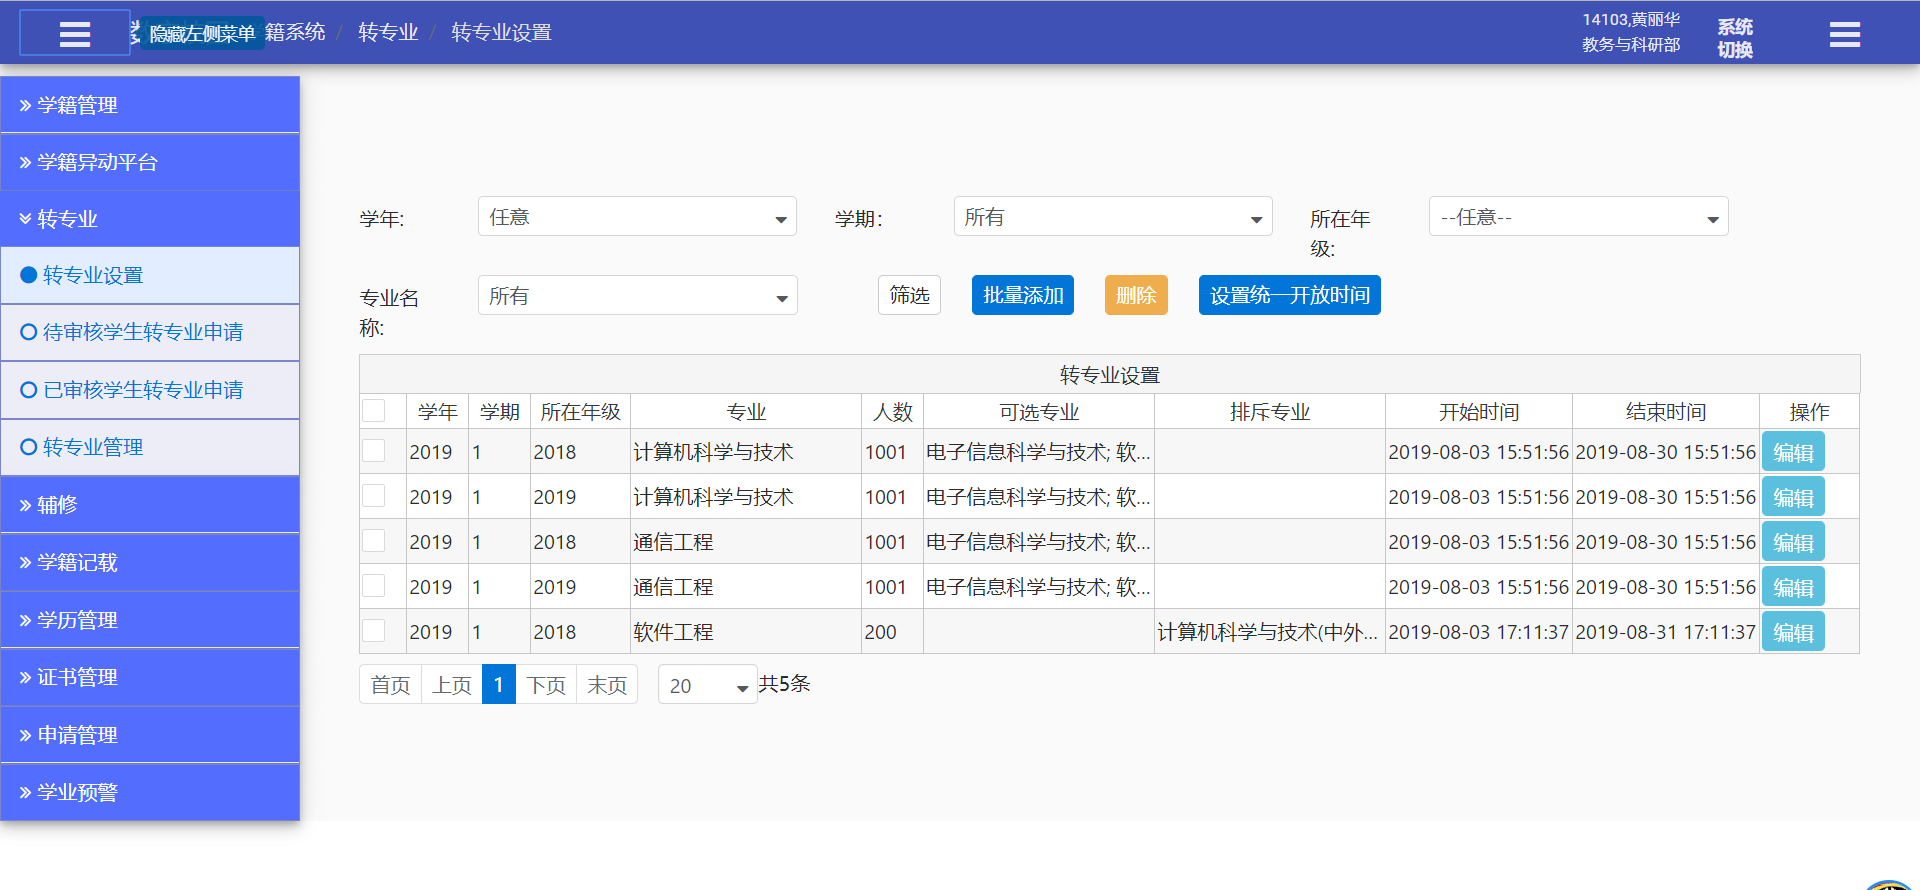 隐藏左侧菜单
籍系统 / 转专业 / 转专业设置
14103,黄丽华
教务与科研部
系统
切换
学籍管理
学籍异动平台
转专业
转专业设置
待审核学生转专业申请
已审核学生转专业申请
转专业管理
辅修
学籍记载
学历管理
证书管理
申请管理
学业预警
学年: 任意 学期: 所有 所在年级: --任意--
专业名称: 所有 筛选 批量添加 删除 设置统一开放时间
转专业设置
学年 学期 所在年级 专业 人数 可选专业 排斥专业 开始时间 结束时间 操作
2019 1 2018 计算机科学与技术 1001 电子信息科学与技术; 软... 2019-08-03 15:51:56 2019-08-30 15:51:56 编辑
2019 1 2019 计算机科学与技术 1001 电子信息科学与技术; 软... 2019-08-03 15:51:56 2019-08-30 15:51:56 编辑
2019 1 2018 通信工程 1001 电子信息科学与技术; 软... 2019-08-03 15:51:56 2019-08-30 15:51:56 编辑
2019 1 2019 通信工程 1001 电子信息科学与技术; 软... 2019-08-03 15:51:56 2019-08-30 15:51:56 编辑
2019 1 2018 软件工程 200 计算机科学与技术(中外... 2019-08-03 17:11:37 2019-08-31 17:11:37 编辑
首页 上页 1 下页 末页 20 共5条